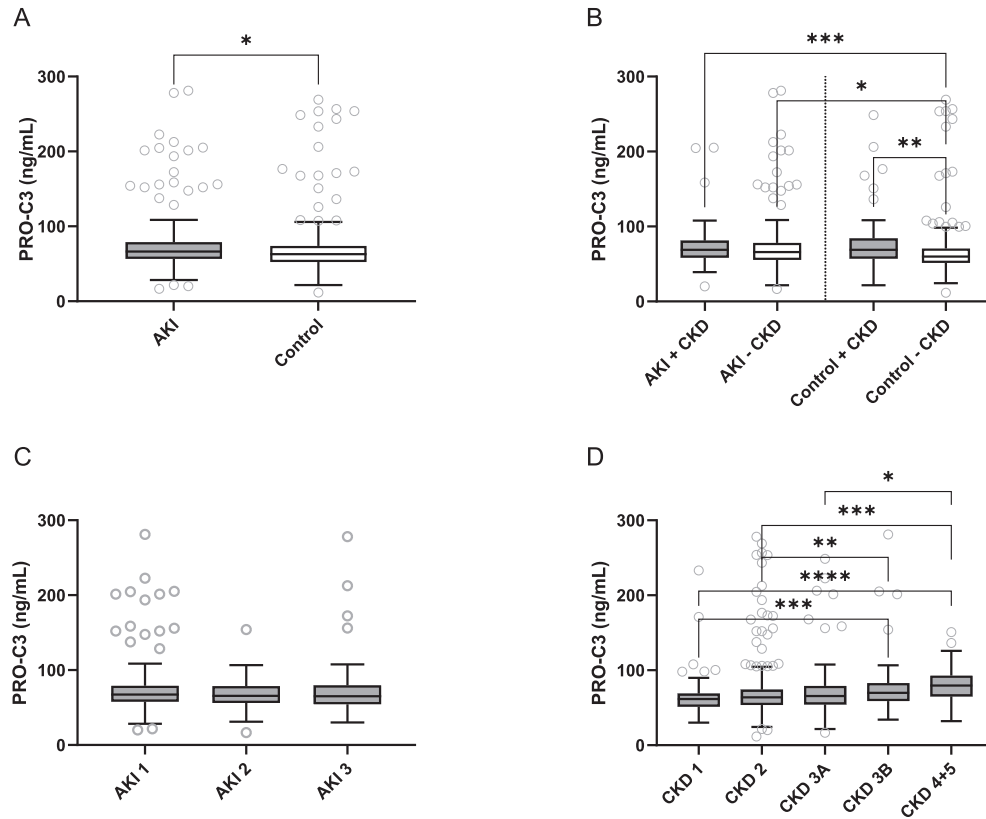 A
*
300
200
100
0
PRO-C3 (ng/mL)
AKI
Control
B
***
*
**
300
200
100
0
PRO-C3 (ng/mL)
AKI + CKD
AKI - CKD
Control + CKD
Control - CKD
C
300
200
100
0
PRO-C3 (ng/mL)
AKI 1
AKI 2
AKI 3
D
*
***
**
****
***
300
200
100
0
PRO-C3 (ng/mL)
CKD 1
CKD 2
CKD 3A
CKD 3B
CKD 4+5